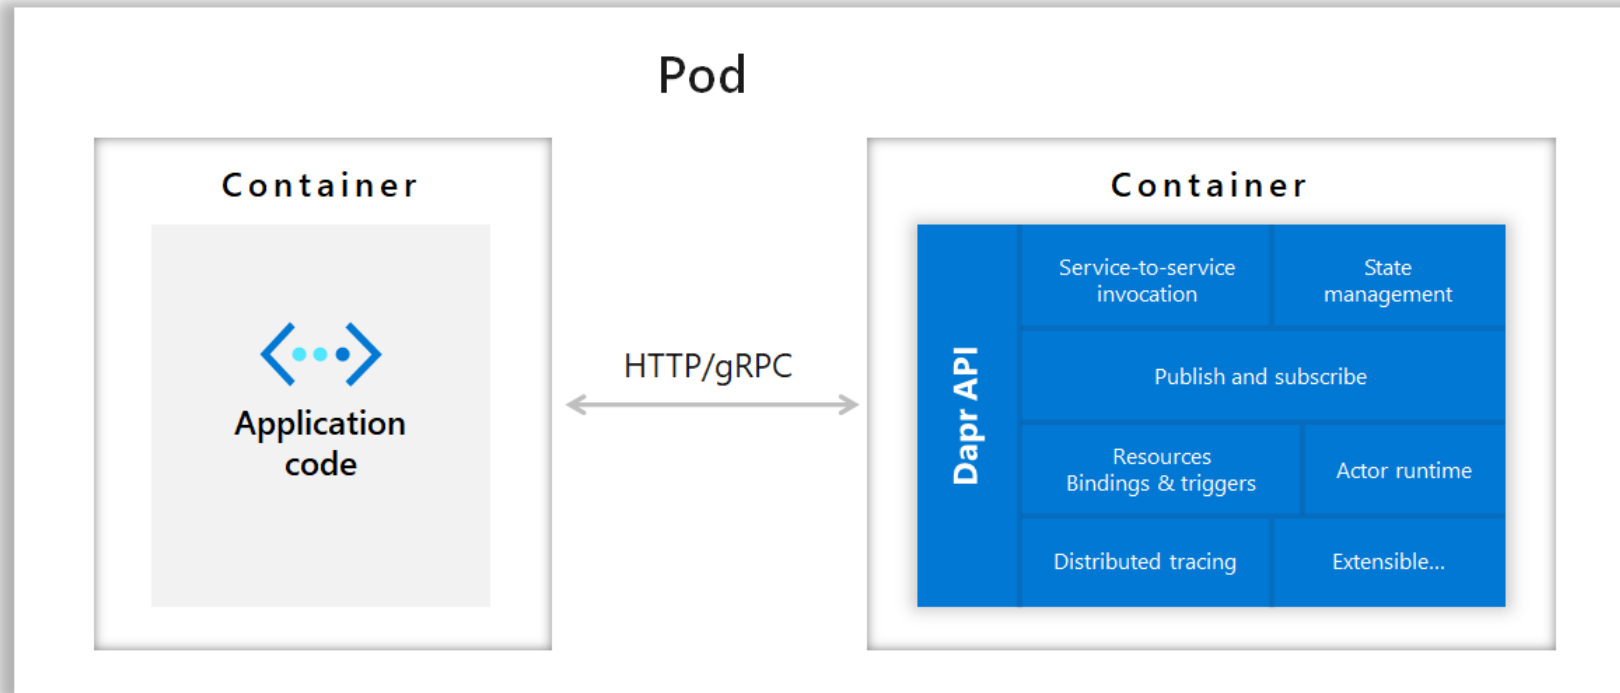 Pod
Container
Application
code
HTTP/gRPC
Container
Dapr API
Service-to-service
invocation
State
management
Publish and subscribe
Resources
Bindings & triggers
Actor runtime
Distributed tracing
Extensible...